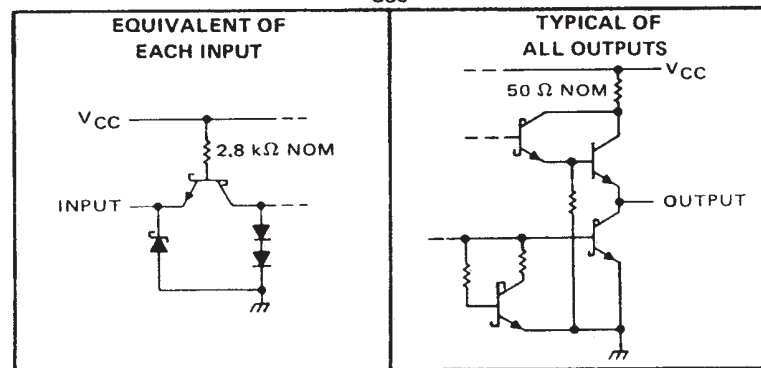 EQUIVALENT OF
EACH INPUT
VCC
2.8 kΩ NOM
INPUT
TYPICAL OF
ALL OUTPUTS
VCC
50 Ω NOM
OUTPUT